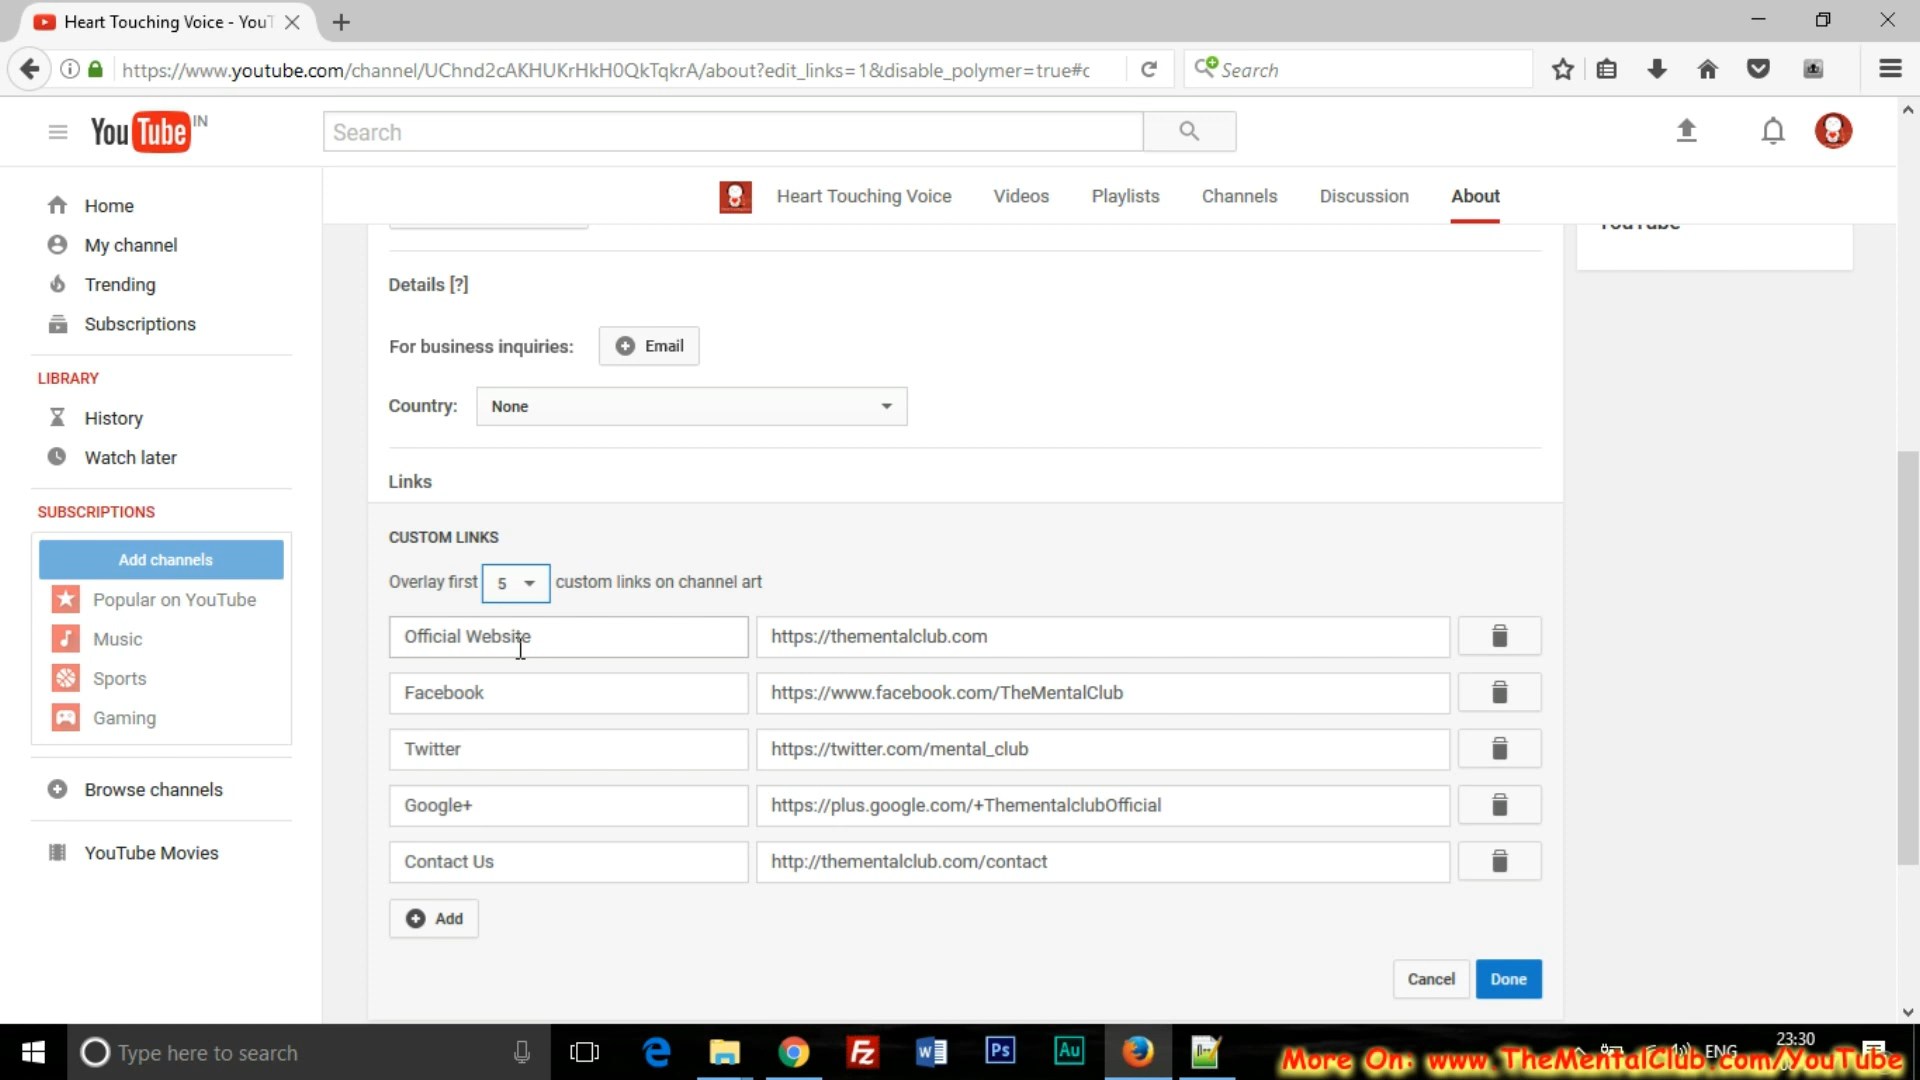 Heart Touching Voice - YouT
https://www.youtube.com/channel/UChnd2cAKHUKrHkH0QkTqkrA/about?edit_links=1&disable_polymer=true#c
Search
YouTube IN
Search
Heart Touching Voice
Videos
Playlists
Channels
Discussion
About
Home
My channel
Trending
Subscriptions
LIBRARY
History
Watch later
SUBSCRIPTIONS
Add channels
Popular on YouTube
Music
Sports
Gaming
Browse channels
YouTube Movies
YouTube
Details [?]
For business inquiries:
Email
Country:
None
Links
CUSTOM LINKS
Overlay first 5 custom links on channel art
Official Website
https://thementalclub.com
Facebook
https://www.facebook.com/TheMentalClub
Twitter
https://twitter.com/mental_club
Google+
https://plus.google.com/+ThementalclubOfficial
Contact Us
http://thementalclub.com/contact
Add
Cancel
Done
Type here to search
Fz
W
Ps
Au
ENG
23:30
More On: www.TheMentalClub.com/YouTube